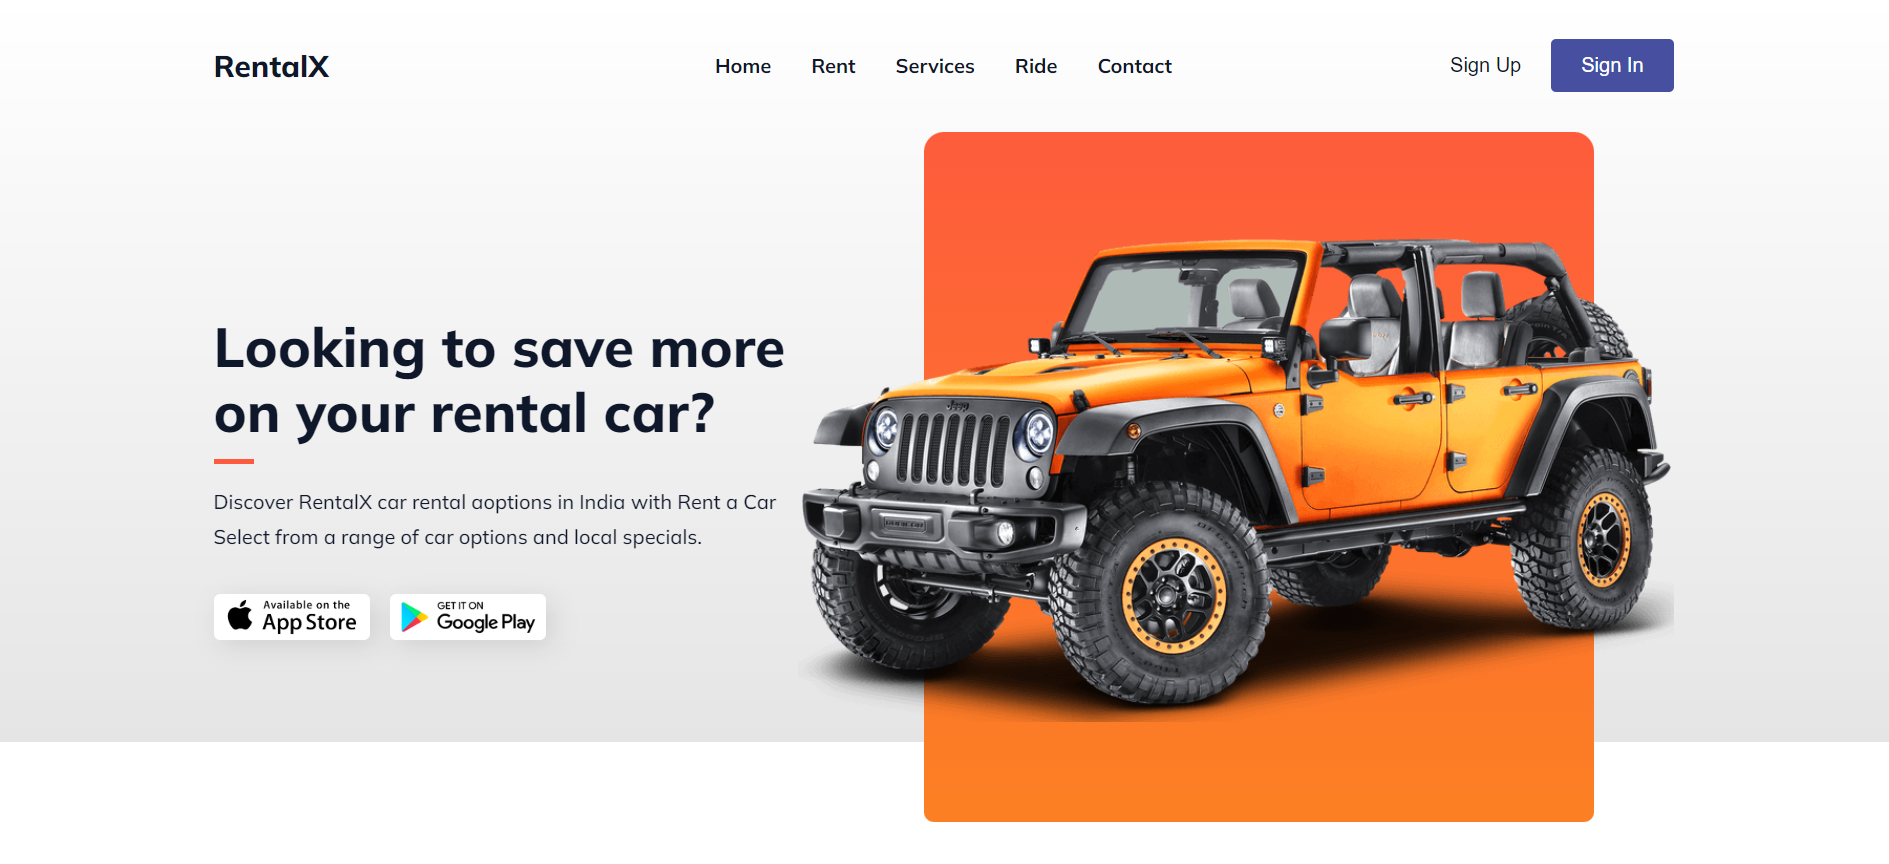 RentalX
Home Rent Services Ride Contact
Sign Up Sign In
Looking to save more
on your rental car?
Discover RentalX car rental aoptions in India with Rent a Car
Select from a range of car options and local specials.
Available on the
App Store
GET IT ON
Google Play
Jeep
RUBICON